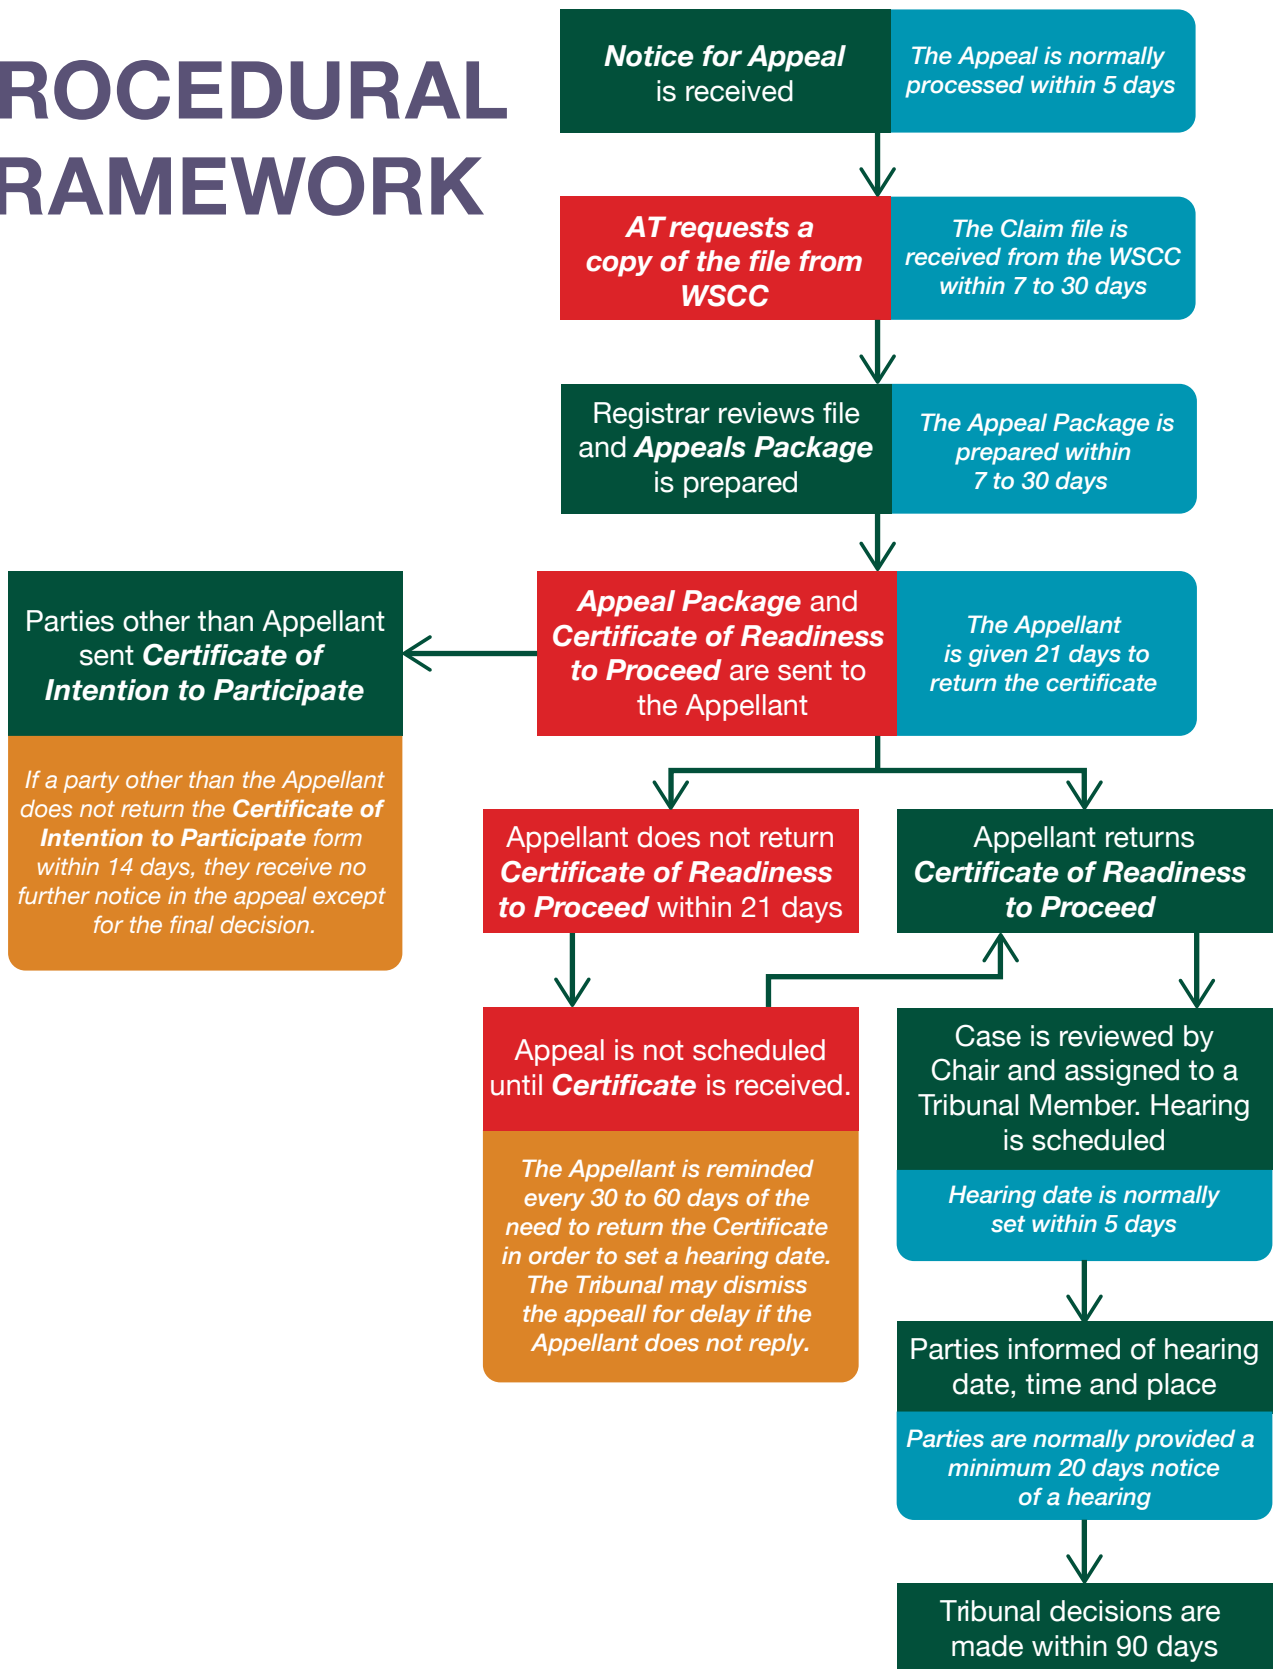 ROCEDURAL
RAMEWORK
Notice for Appeal
is received
The Appeal is normally
processed within 5 days
AT requests a
copy of the file from
WSCC
The Claim file is
received from the WSCC
within 7 to 30 days
Registrar reviews file
and Appeals Package
is prepared
The Appeal Package is
prepared within
7 to 30 days
Parties other than Appellant
sent Certificate of
Intention to Participate
If a party other than the Appellant
does not return the Certificate of
Intention to Participate form
within 14 days, they receive no
further notice in the appeal except
for the final decision.
Appeal Package and
Certificate of Readiness
to Proceed are sent to
the Appellant
The Appellant
is given 21 days to
return the certificate
Appellant does not return
Certificate of Readiness
to Proceed within 21 days
Appellant returns
Certificate of Readiness
to Proceed
Appeal is not scheduled
until Certificate is received.
The Appellant is reminded
every 30 to 60 days of the
need to return the Certificate
in order to set a hearing date.
The Tribunal may dismiss
the appeall for delay if the
Appellant does not reply.
Case is reviewed by
Chair and assigned to a
Tribunal Member. Hearing
is scheduled
Hearing date is normally
set within 5 days
Parties informed of hearing
date, time and place
Parties are normally provided a
minimum 20 days notice
of a hearing
Tribunal decisions are
made within 90 days